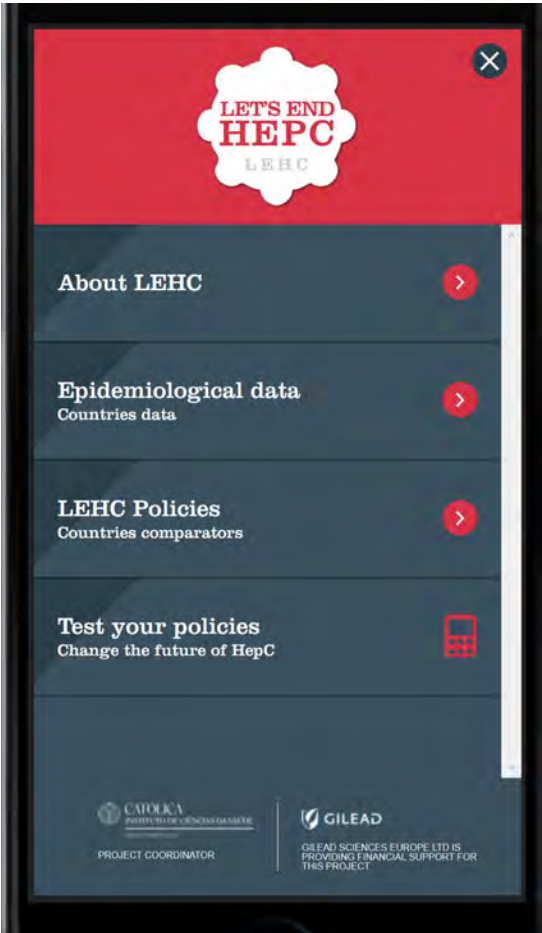 LET'S END
HEPC
LEHC
About LEHC
Epidemiological data
Countries data
LEHC Policies
Countries comparators
Test your policies
Change the future of HepC
CATOLICA
INSTITUTO DE CIÊNCIAS DA SAÚDE
PROJECT COORDINATOR
GILEAD
GILEAD SCIENCES EUROPE LTD IS
PROVIDING FINANCIAL SUPPORT FOR
THIS PROJECT